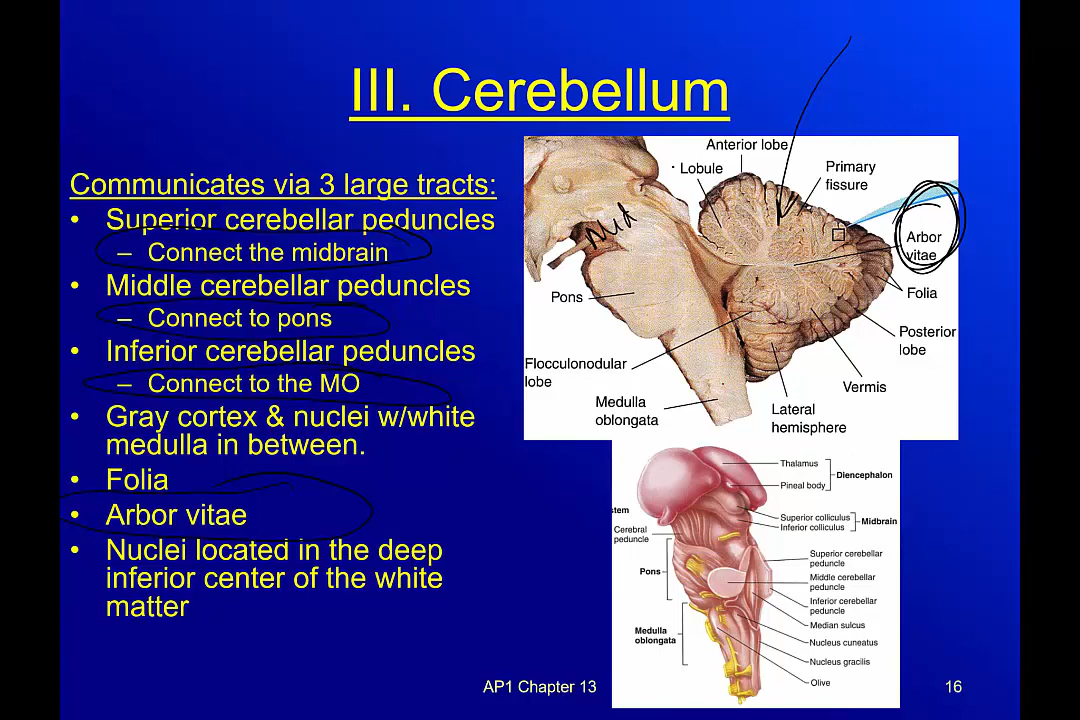 III. Cerebellum
Communicates via 3 large tracts:
• Superior cerebellar peduncles
– Connect the midbrain
• Middle cerebellar peduncles
– Connect to pons
• Inferior cerebellar peduncles
– Connect to the MO
• Gray cortex & nuclei w/white
medulla in between.
• Folia
• Arbor vitae
• Nuclei located in the deep
inferior center of the white
matter
Anterior lobe
Lobule
Primary
fissure
Mid
Arbor
vitae
Pons
Folia
Posterior
lobe
Flocculonodular
lobe
Vermis
Medulla
oblongata
Lateral
hemisphere
Thalamus
Diencephalon
Pineal body
stem
Superior colliculus
Midbrain
Inferior colliculus
Cerebral
peduncle
Superior cerebellar
peduncle
Pons
Middle cerebellar
peduncle
Inferior cerebellar
peduncle
Median sulcus
Medulla
oblongata
Nucleus cuneatus
Nucleus gracilis
Olive
AP1 Chapter 13
16